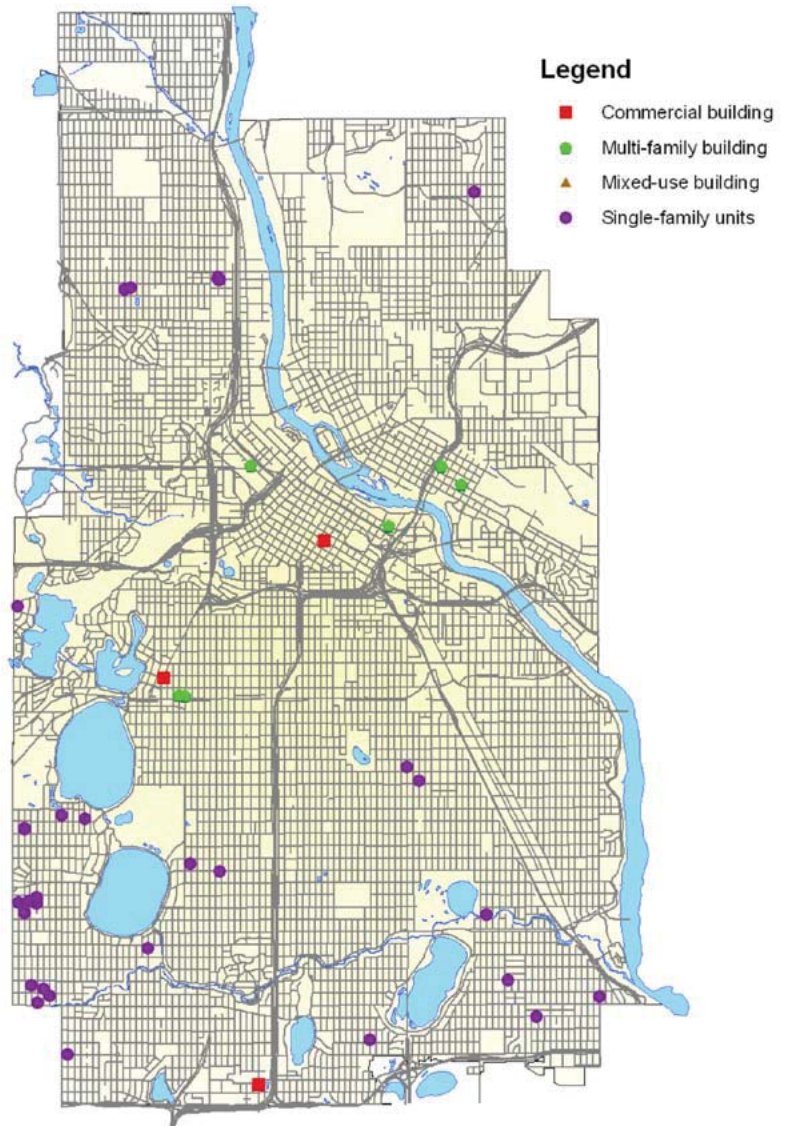 Legend
Commercial building
Multi-family building
Mixed-use building
Single-family units